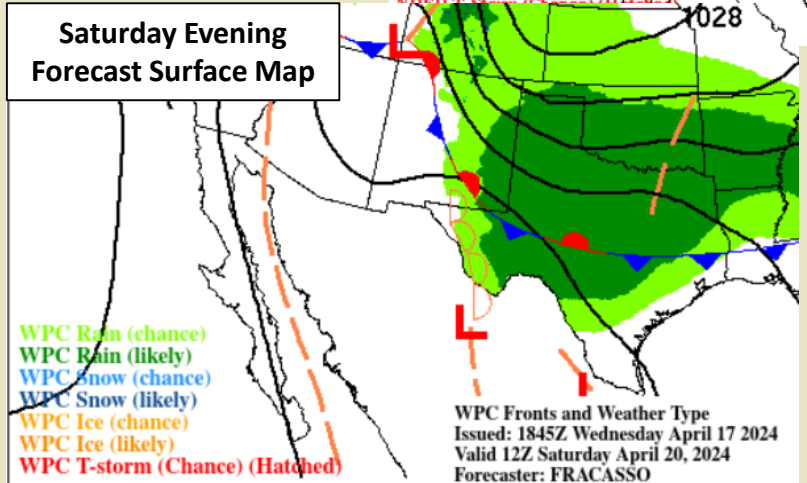 Saturday Evening
Forecast Surface Map
1028
L
L
WPC Rain (chance)
WPC Rain (likely)
WPC Snow (chance)
WPC Snow (likely)
WPC Ice (chance)
WPC Ice (likely)
WPC T-storm (Chance) (Hatched)
WPC Fronts and Weather Type
Issued: 1845Z Wednesday April 17 2024
Valid 12Z Saturday April 20, 2024
Forecaster: FRACASSO